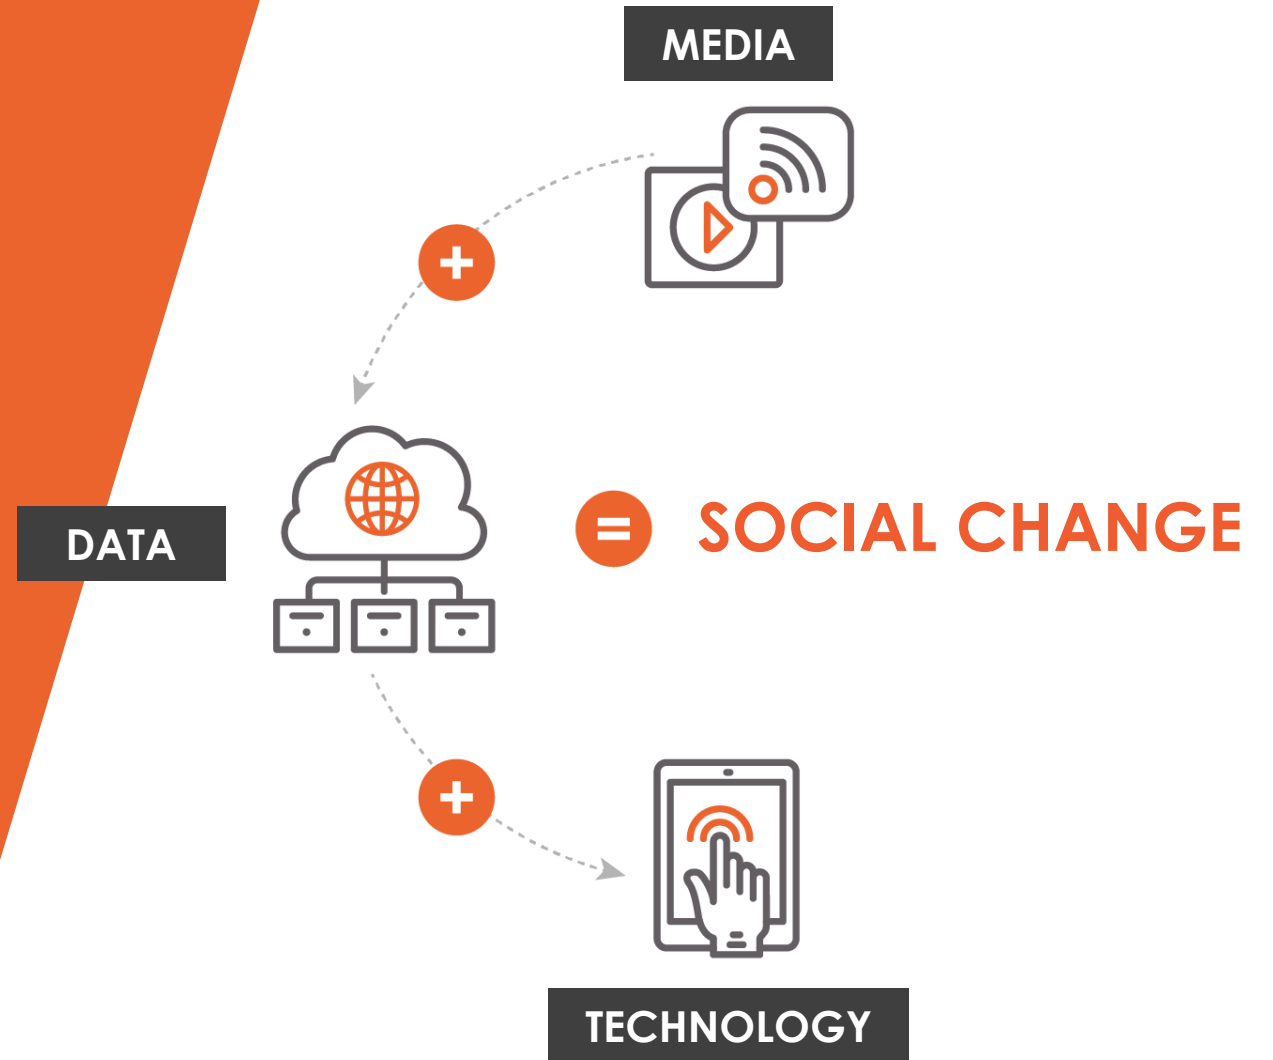 MEDIA
+
DATA
= SOCIAL CHANGE
+
TECHNOLOGY